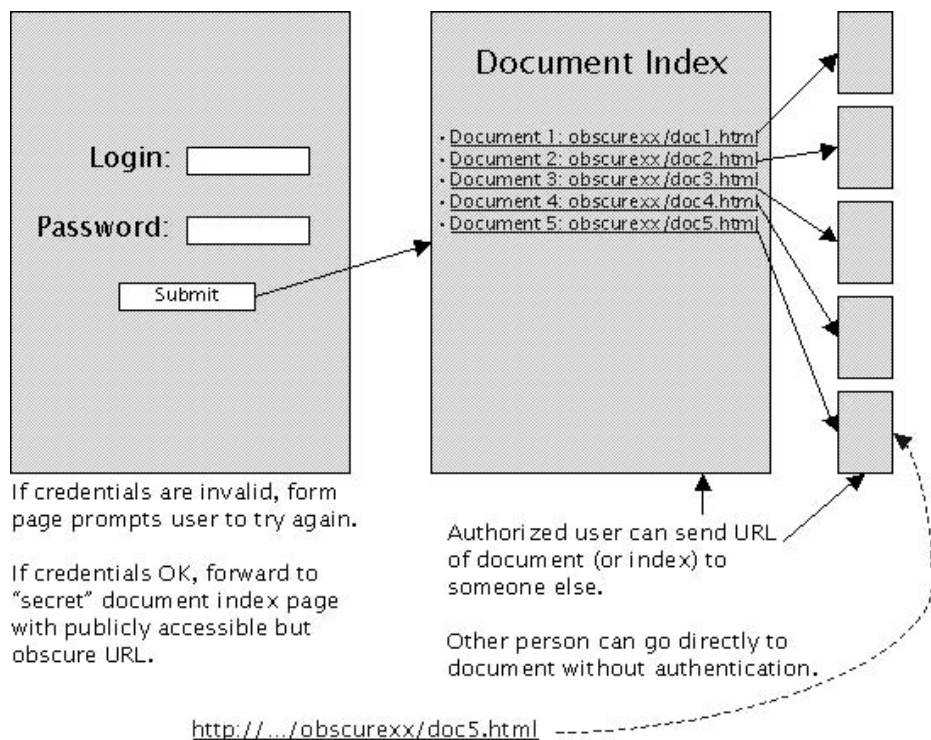 Login:
Password:
Submit
If credentials are invalid, form
page prompts user to try again.
If credentials OK, forward to
“secret” document index page
with publicly accessible but
obscure URL.
Document Index
• Document 1: obscurexx/doc1.html
• Document 2: obscurexx/doc2.html
• Document 3: obscurexx/doc3.html
• Document 4: obscurexx/doc4.html
• Document 5: obscurexx/doc5.html
Authorized user can send URL
of document (or index) to
someone else.
Other person can go directly to
document without authentication.
http://.../obscurexx/doc5.html